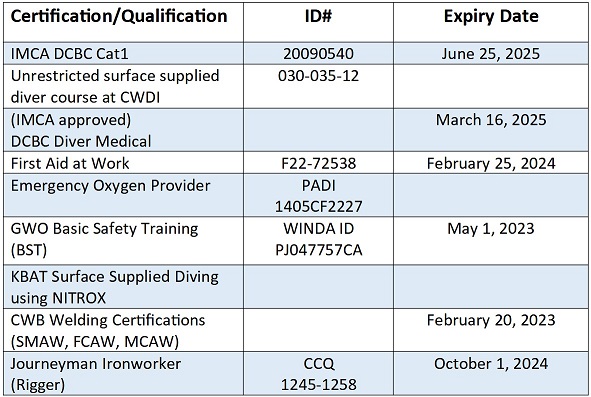 Certification/Qualification ID# Expiry Date
IMCA DCBC Cat1 20090540 June 25, 2025
Unrestricted surface supplied 030-035-12
diver course at CWDI
(IMCA approved) March 16, 2025
DCBC Diver Medical
First Aid at Work F22-72538 February 25, 2024
Emergency Oxygen Provider PADI
1405CF2227
GWO Basic Safety Training WINDA ID May 1, 2023
(BST) PJ047757CA
KBAT Surface Supplied Diving
using NITROX
CWB Welding Certifications February 20, 2023
(SMAW, FCAW, MCAW)
Journeyman Ironworker CCQ October 1, 2024
(Rigger) 1245-1258